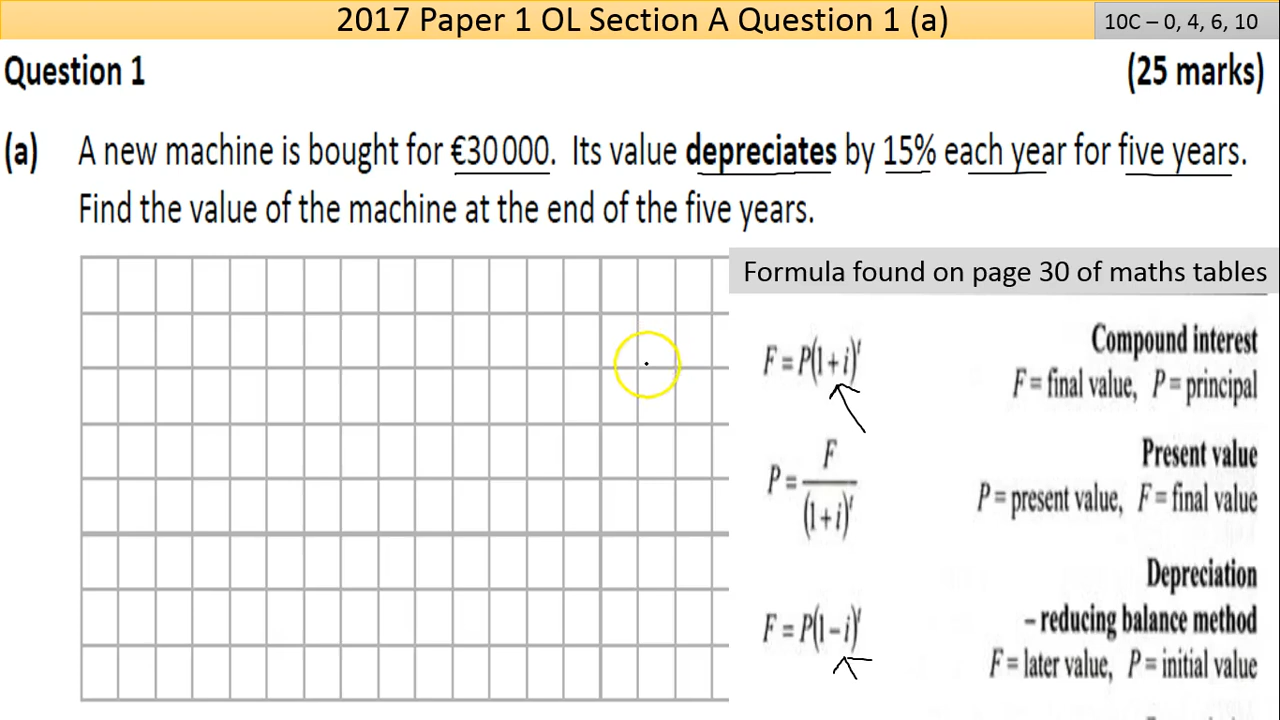 2017 Paper 1 OL Section A Question 1 (a)
10C – 0, 4, 6, 10
Question 1
(25 marks)
(a) A new machine is bought for €30 000. Its value depreciates by 15% each year for five years.
Find the value of the machine at the end of the five years.
Formula found on page 30 of maths tables
F = P(1 + i)^t
Compound interest
F = final value, P = principal
P = F/(1 + i)^t
Present value
P = present value, F = final value
F = P(1 − i)^t
Depreciation
– reducing balance method
F = later value, P = initial value